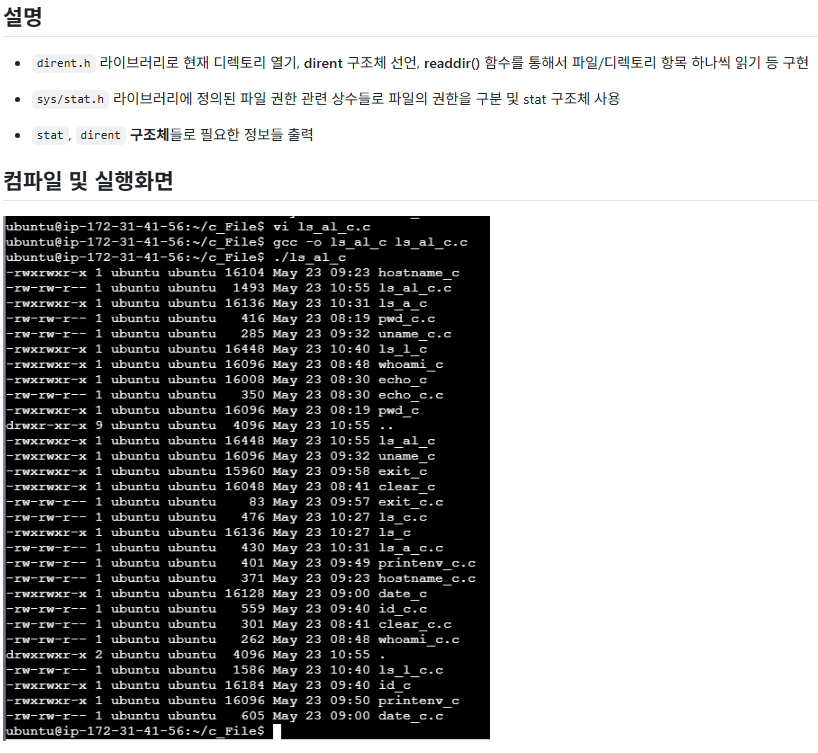 설명
dirent.h 라이브러리로 현재 디렉토리 열기, dirent 구조체 선언, readdir() 함수를 통해서 파일/디렉토리 항목 하나씩 읽기 등 구현
sys/stat.h 라이브러리에 정의된 파일 권한 관련 상수들로 파일의 권한을 구분 및 stat 구조체 사용
stat, dirent 구조체들로 필요한 정보들 출력
컴파일 및 실행화면
ubuntu@ip-172-31-41-56:~/c_File$ vi ls_al_c.c
ubuntu@ip-172-31-41-56:~/c_File$ gcc -o ls_al_c ls_al_c.c
ubuntu@ip-172-31-41-56:~/c_File$ ./ls_al_c
-rwxrwxr-x 1 ubuntu ubuntu 16104 May 23 09:23 hostname_c
-rw-rw-r-- 1 ubuntu ubuntu  1493 May 23 10:55 ls_al_c.c
-rwxrwxr-x 1 ubuntu ubuntu 16136 May 23 10:31 ls_a_c
-rw-rw-r-- 1 ubuntu ubuntu   416 May 23 08:19 pwd_c.c
-rw-rw-r-- 1 ubuntu ubuntu   285 May 23 09:32 uname_c.c
-rwxrwxr-x 1 ubuntu ubuntu 16448 May 23 10:40 ls_l_c
-rwxrwxr-x 1 ubuntu ubuntu 16096 May 23 08:48 whoami_c
-rwxrwxr-x 1 ubuntu ubuntu 16008 May 23 08:30 echo_c
-rw-rw-r-- 1 ubuntu ubuntu   350 May 23 08:30 echo_c.c
-rwxrwxr-x 1 ubuntu ubuntu 16096 May 23 08:19 pwd_c
drwxr-xr-x 9 ubuntu ubuntu  4096 May 23 10:55 ..
-rwxrwxr-x 1 ubuntu ubuntu 16448 May 23 10:55 ls_al_c
-rwxrwxr-x 1 ubuntu ubuntu 16096 May 23 09:32 uname_c
-rwxrwxr-x 1 ubuntu ubuntu 15960 May 23 09:58 exit_c
-rwxrwxr-x 1 ubuntu ubuntu 16048 May 23 08:41 clear_c
-rw-rw-r-- 1 ubuntu ubuntu    83 May 23 09:57 exit_c.c
-rw-rw-r-- 1 ubuntu ubuntu   476 May 23 10:27 ls_c.c
-rwxrwxr-x 1 ubuntu ubuntu 16136 May 23 10:27 ls_c
-rw-rw-r-- 1 ubuntu ubuntu   430 May 23 10:31 ls_a_c.c
-rw-rw-r-- 1 ubuntu ubuntu   401 May 23 09:49 printenv_c.c
-rw-rw-r-- 1 ubuntu ubuntu   371 May 23 09:23 hostname_c.c
-rwxrwxr-x 1 ubuntu ubuntu 16128 May 23 09:00 date_c
-rw-rw-r-- 1 ubuntu ubuntu   559 May 23 09:40 id_c.c
-rw-rw-r-- 1 ubuntu ubuntu   301 May 23 08:41 clear_c.c
-rw-rw-r-- 1 ubuntu ubuntu   262 May 23 08:48 whoami_c.c
drwxrwxr-x 2 ubuntu ubuntu  4096 May 23 10:55 .
-rw-rw-r-- 1 ubuntu ubuntu  1586 May 23 10:40 ls_l_c.c
-rwxrwxr-x 1 ubuntu ubuntu 16184 May 23 09:40 id_c
-rwxrwxr-x 1 ubuntu ubuntu 16096 May 23 09:50 printenv_c
-rw-rw-r-- 1 ubuntu ubuntu   605 May 23 09:00 date_c.c
ubuntu@ip-172-31-41-56:~/c_File$